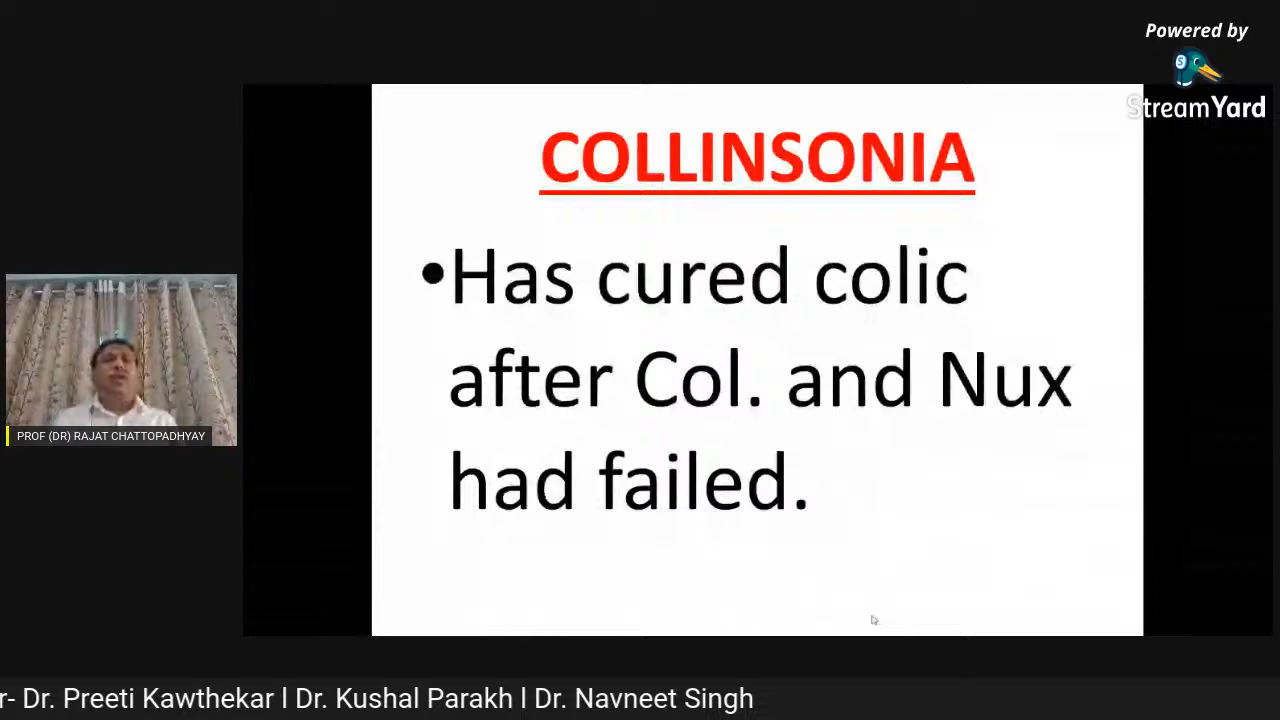 Powered by
StreamYard
COLLINSONIA
•Has cured colic
after Col. and Nux
had failed.
PROF (DR) RAJAT CHATTOPADHYAY
r- Dr. Preeti Kawthekar l Dr. Kushal Parakh l Dr. Navneet Singh